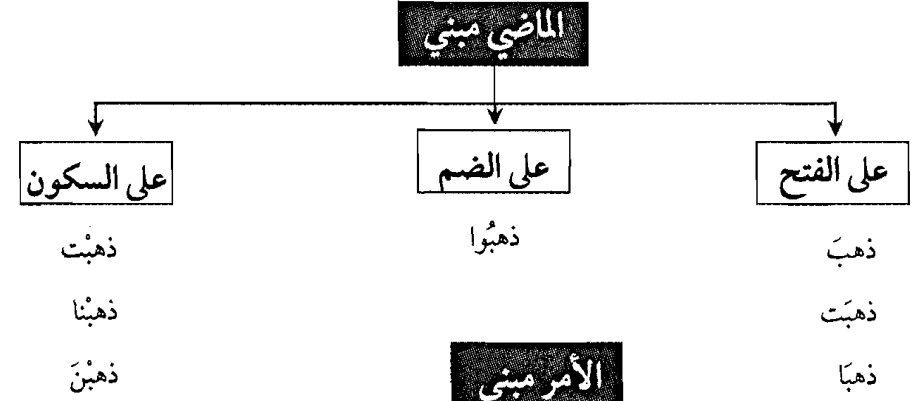 الماضي مبني
على الفتح
على الضم
على السكون
ذهبَ
ذهبُوا
ذهبْت
ذهبَت
ذهبْنا
ذهبَا
ذهبْنَ
الأمر مبني